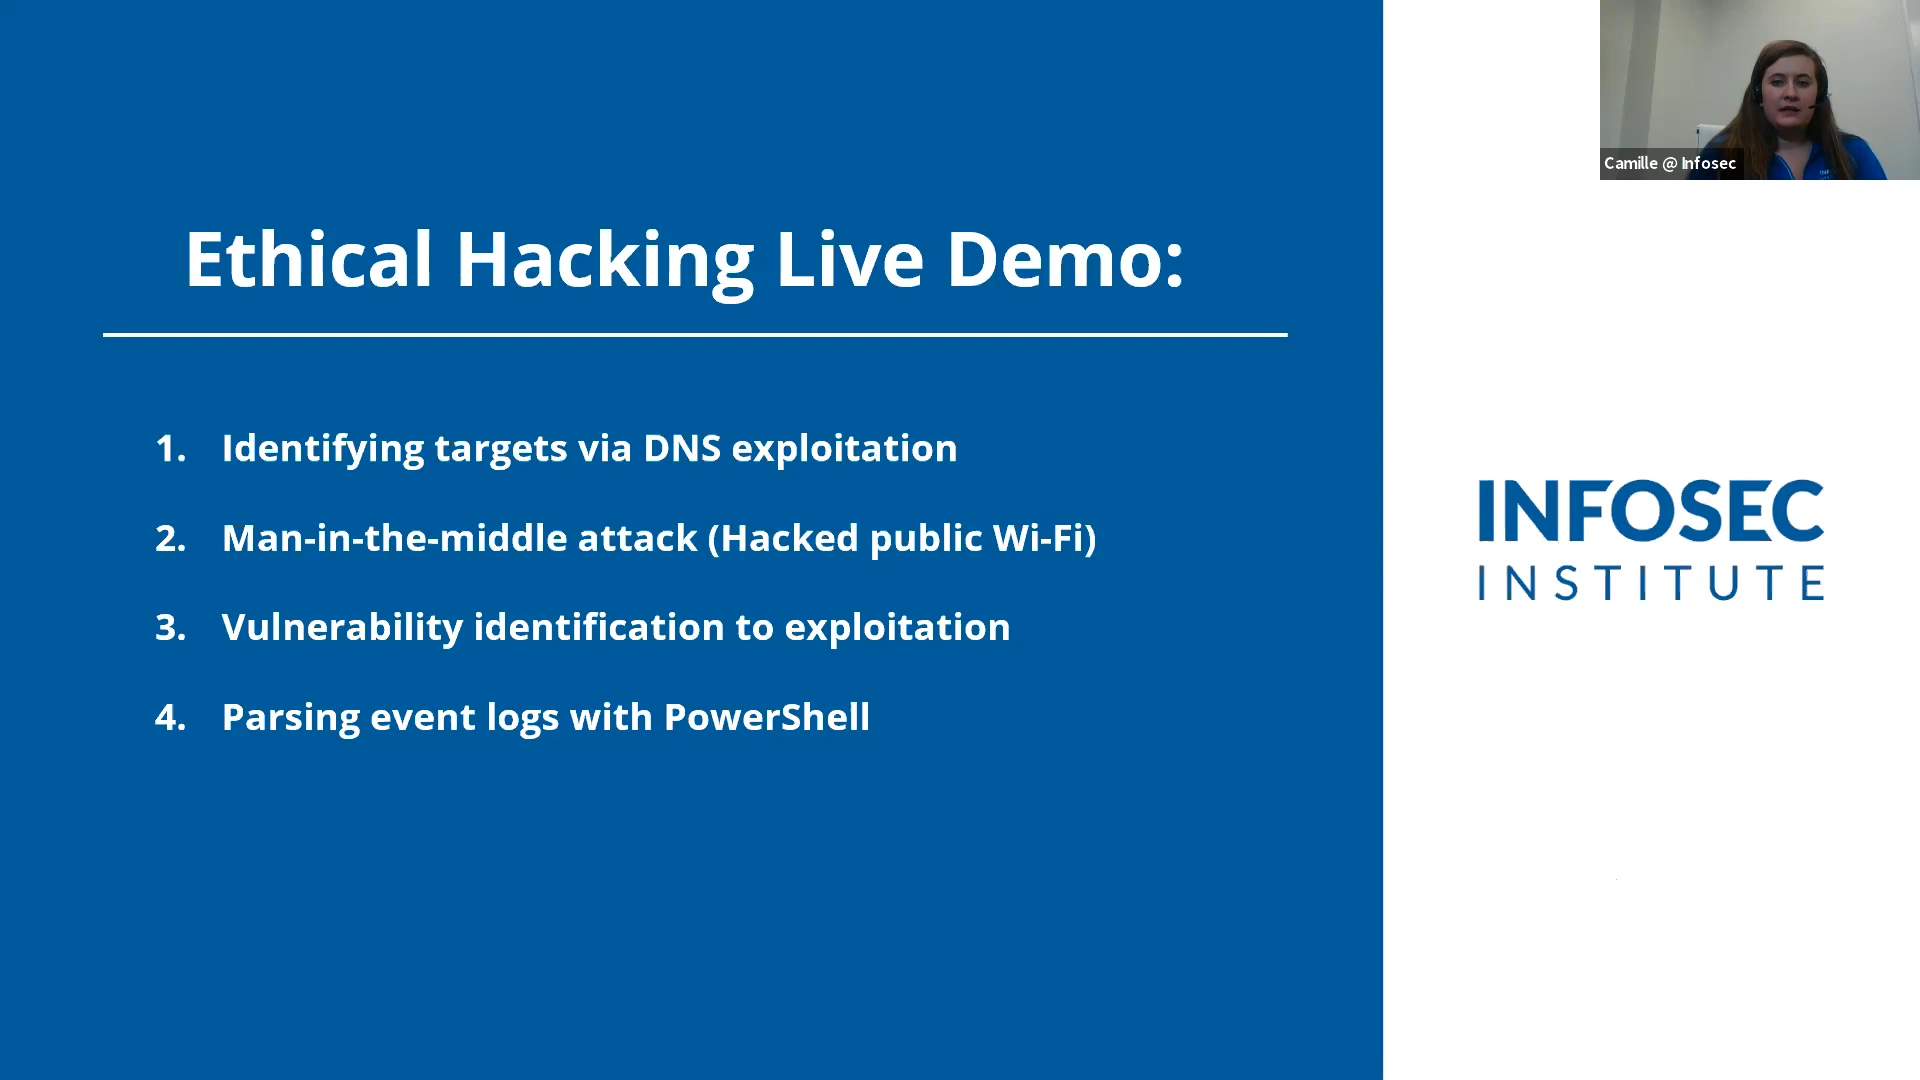 Camille @ Infosec
Ethical Hacking Live Demo:
1. Identifying targets via DNS exploitation
2. Man-in-the-middle attack (Hacked public Wi-Fi)
3. Vulnerability identification to exploitation
4. Parsing event logs with PowerShell
INFOSEC
INSTITUTE